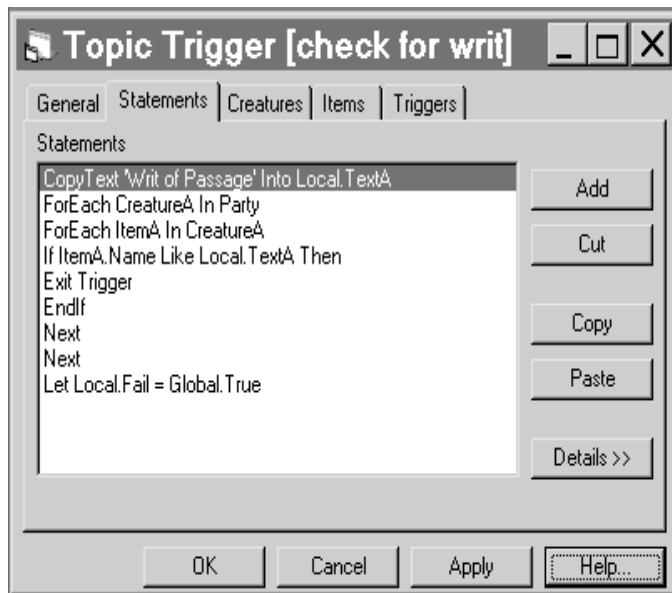 Topic Trigger [check for writ]
General Statements Creatures Items Triggers
Statements
CopyText 'Writ of Passage' Into Local.TextA
ForEach CreatureA In Party
ForEach ItemA In CreatureA
If ItemA.Name Like Local.TextA Then
Exit Trigger
EndIf
Next
Next
Let Local.Fail = Global.True
Add
Cut
Copy
Paste
Details >>
OK Cancel Apply Help...